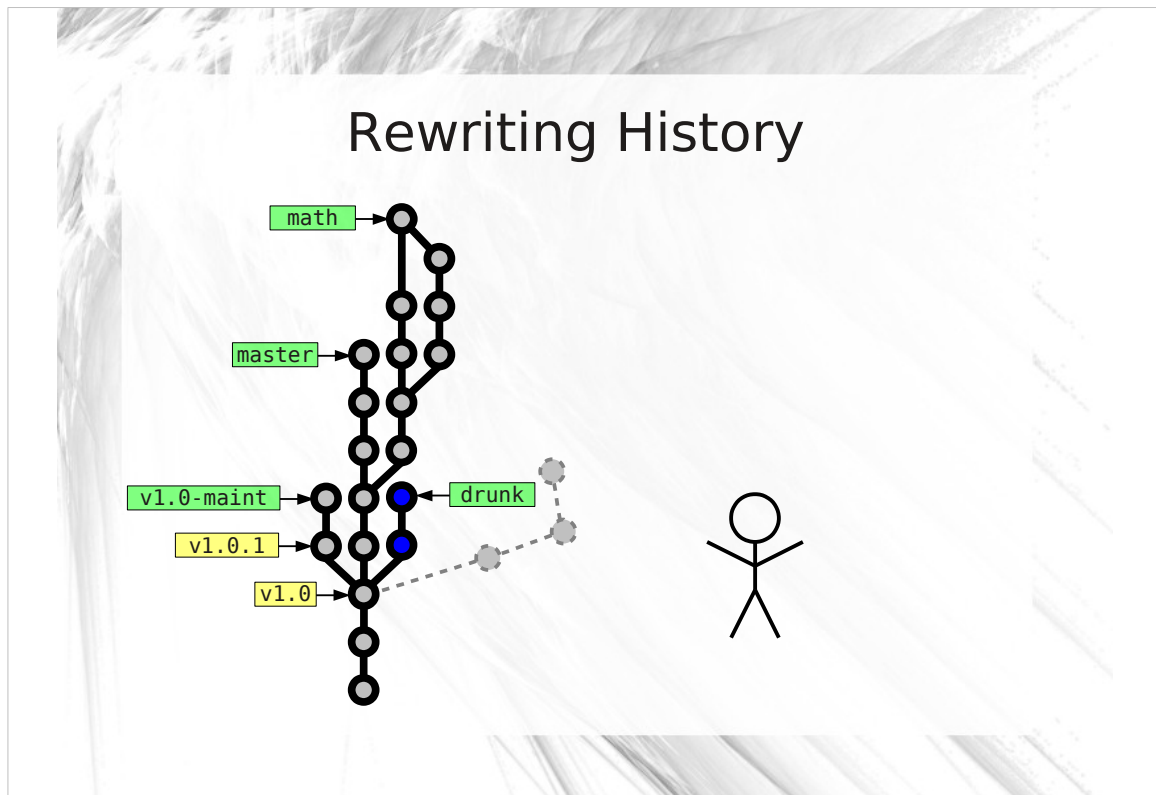 Rewriting History
math
master
v1.0-maint
drunk
v1.0.1
v1.0